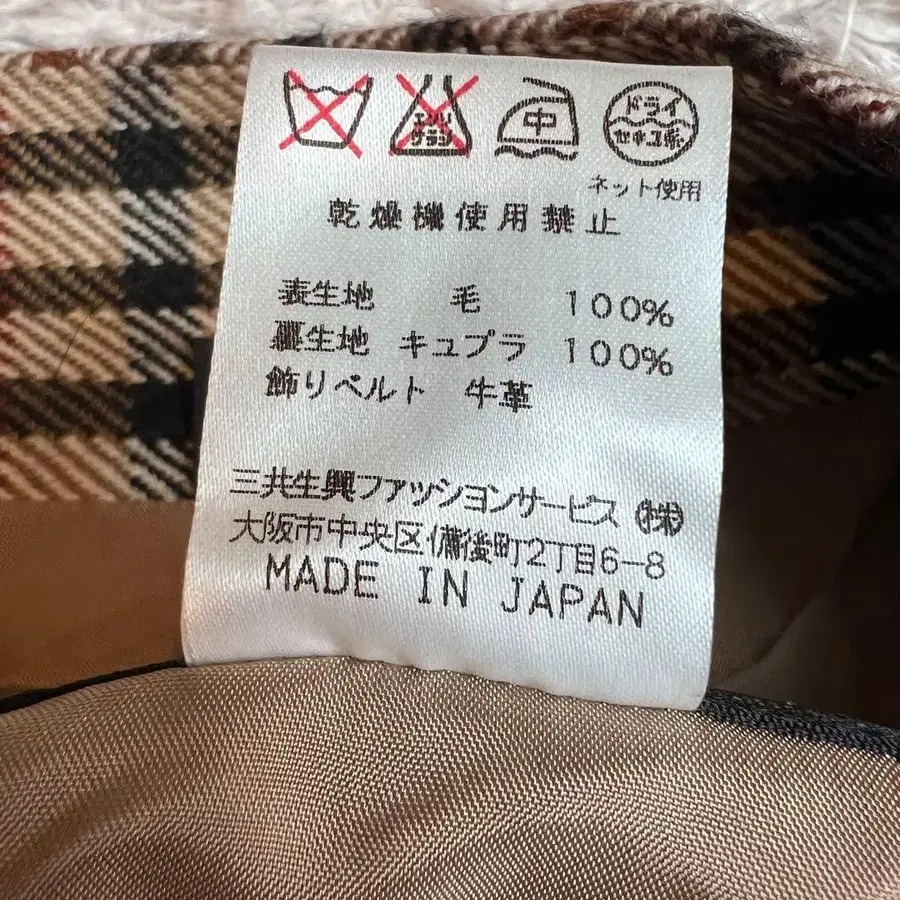 エンソサラシ
中
ドライ
セキユ系
ネット使用
乾燥機使用禁止
表生地 毛 100%
裏生地 キュプラ 100%
飾りベルト 牛革
三共生興ファッションサービス㈱
大阪市中央区備後町2丁目6-8
MADE IN JAPAN